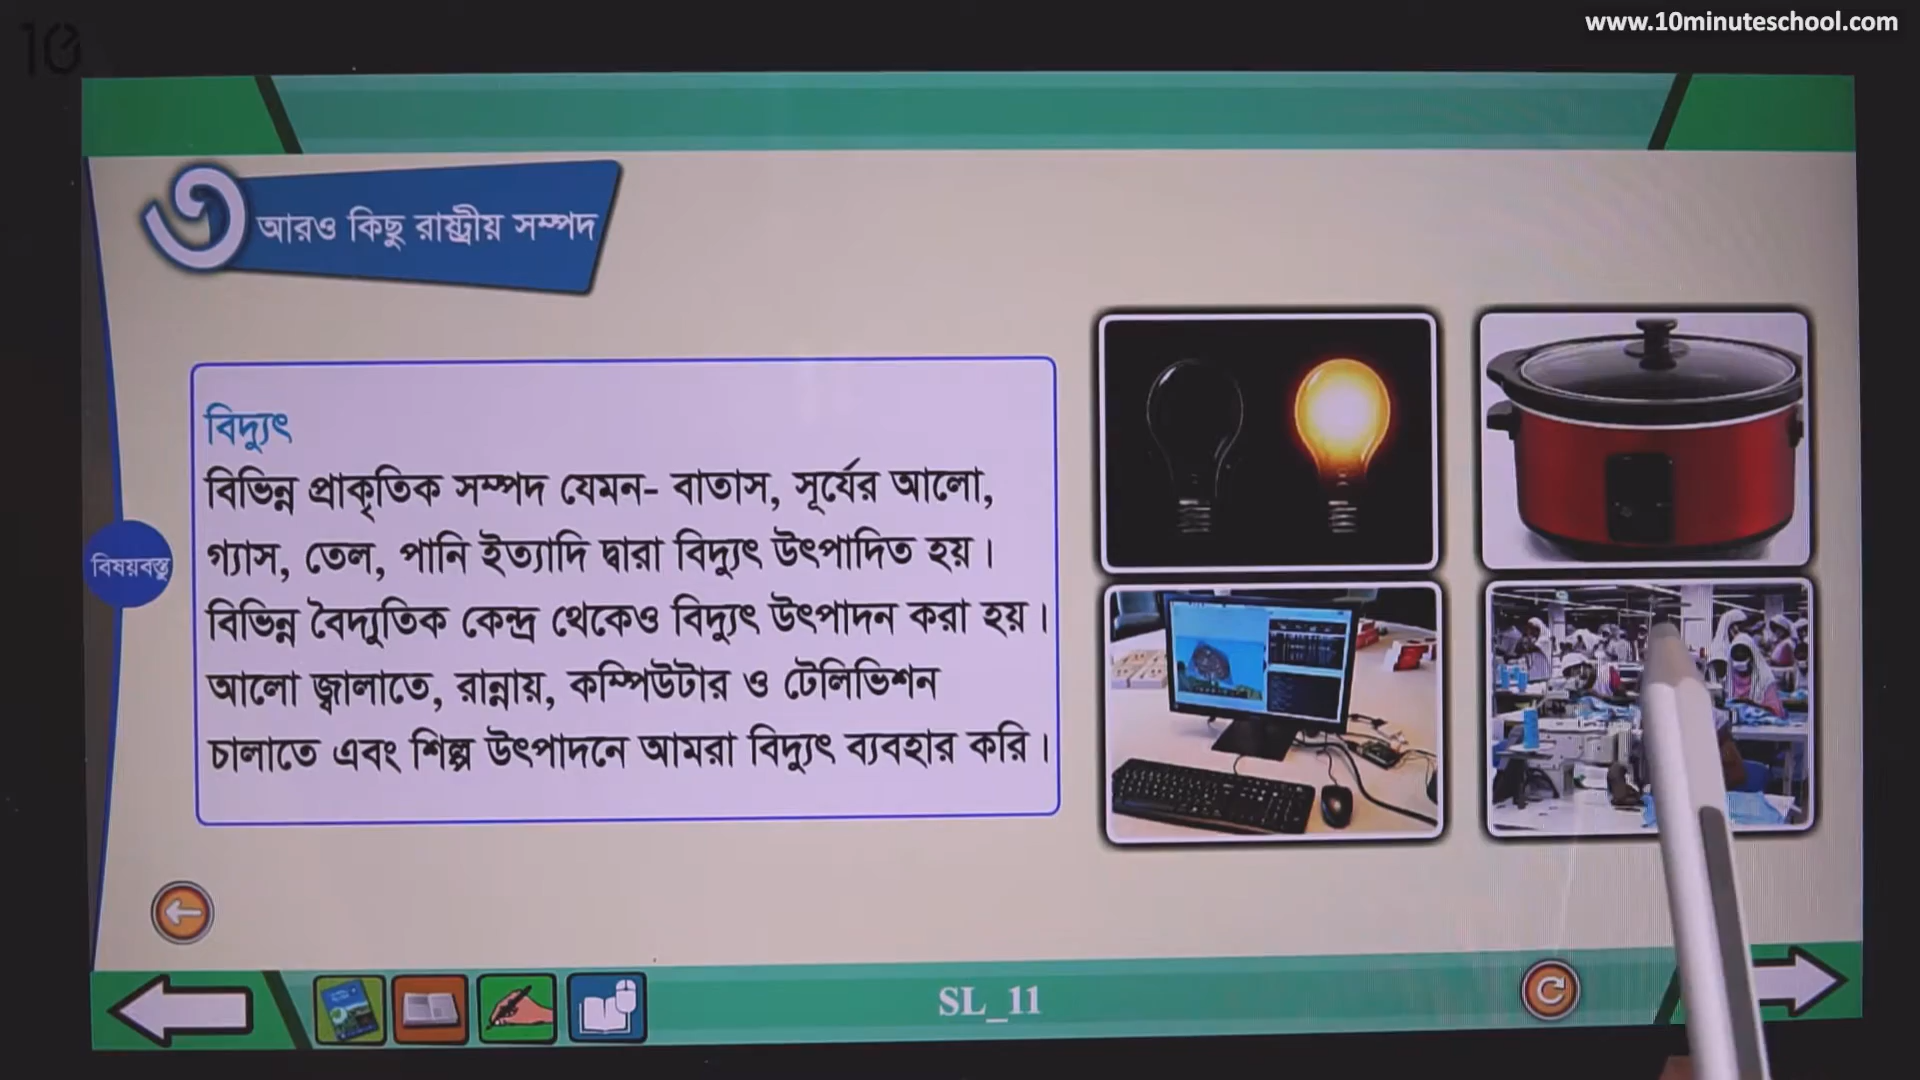 www.10minuteschool.com
10
৩ আরও কিছু রাষ্ট্রীয় সম্পদ
বিদ্যুৎ
বিভিন্ন প্রাকৃতিক সম্পদ যেমন- বাতাস, সূর্যের আলো,
গ্যাস, তেল, পানি ইত্যাদি দ্বারা বিদ্যুৎ উৎপাদিত হয়।
বিভিন্ন বৈদ্যুতিক কেন্দ্র থেকেও বিদ্যুৎ উৎপাদন করা হয়।
আলো জ্বালাতে, রান্নায়, কম্পিউটার ও টেলিভিশন
চালাতে এবং শিল্প উৎপাদনে আমরা বিদ্যুৎ ব্যবহার করি।
বিষয়বস্তু
SL_11